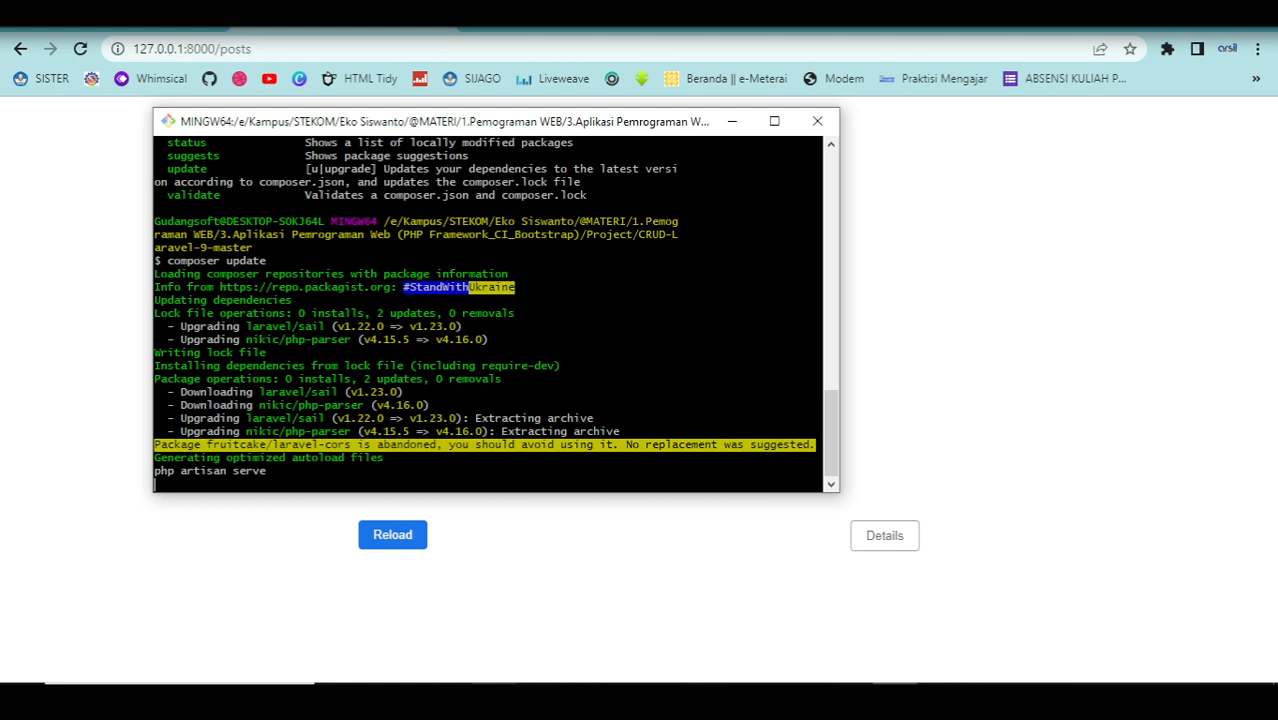 127.0.0.1:8000/posts
arsil
SISTER
Whimsical
HTML Tidy
SIJAGO
Liveweave
Beranda || e-Meterai
Modem
Praktisi Mengajar
ABSENSI KULIAH P...
»
MINGW64:/e/Kampus/STEKOM/Eko Siswanto/@MATERI/1.Pemograman WEB/3.Aplikasi Pemrograman W...
status Shows a list of locally modified packages
suggests Shows package suggestions
update [u|upgrade] Updates your dependencies to the latest versi
on according to composer.json, and updates the composer.lock file
validate Validates a composer.json and composer.lock
Gudangsoft@DESKTOP-SOKJ64L MINGW64 /e/Kampus/STEKOM/Eko Siswanto/@MATERI/1.Pemog
raman WEB/3.Aplikasi Pemrograman Web (PHP Framework_CI_Bootstrap)/Project/CRUD-L
aravel-9-master
$ composer update
Loading composer repositories with package information
Info from https://repo.packagist.org: #StandWithUkraine
Updating dependencies
Lock file operations: 0 installs, 2 updates, 0 removals
- Upgrading laravel/sail (v1.22.0 => v1.23.0)
- Upgrading nikic/php-parser (v4.15.5 => v4.16.0)
Writing lock file
Installing dependencies from lock file (including require-dev)
Package operations: 0 installs, 2 updates, 0 removals
- Downloading laravel/sail (v1.23.0)
- Downloading nikic/php-parser (v4.16.0)
- Upgrading laravel/sail (v1.22.0 => v1.23.0): Extracting archive
- Upgrading nikic/php-parser (v4.15.5 => v4.16.0): Extracting archive
Package fruitcake/laravel-cors is abandoned, you should avoid using it. No replacement was suggested.
Generating optimized autoload files
php artisan serve
Reload
Details